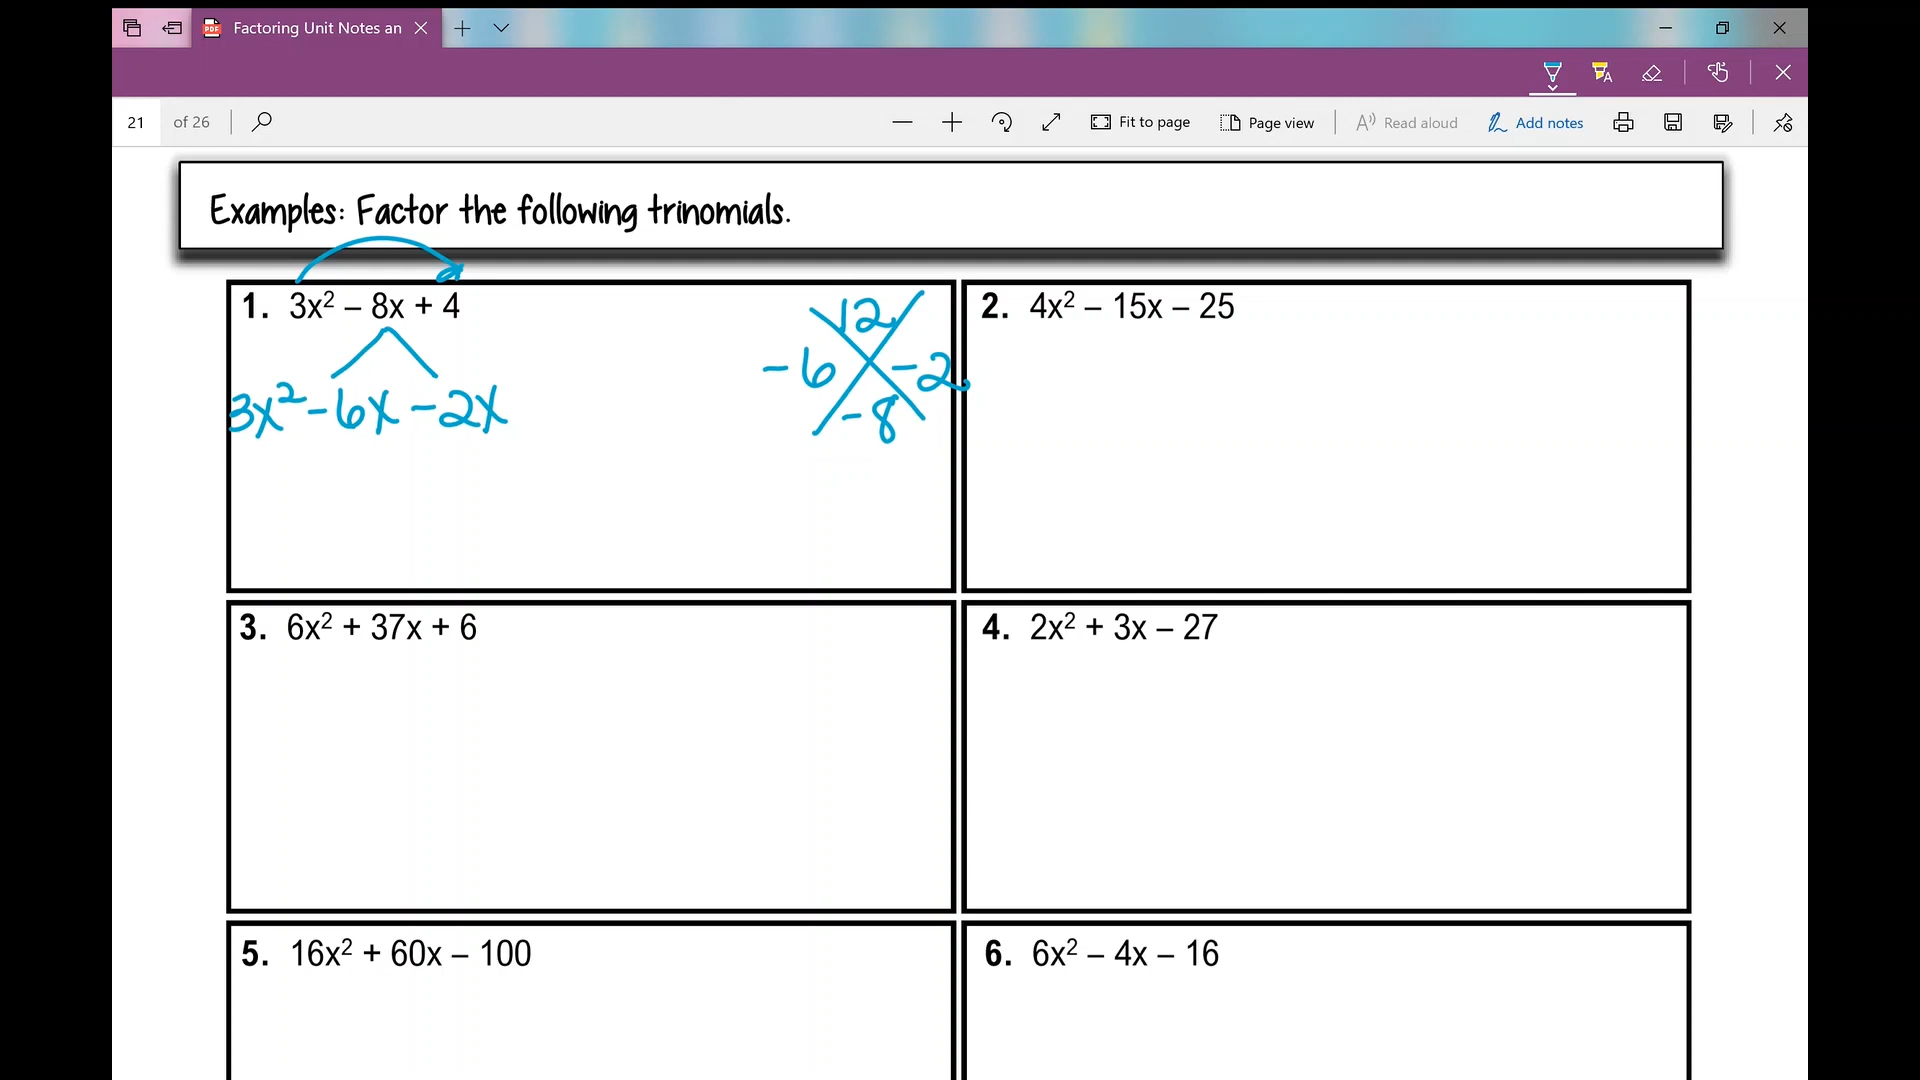 Factoring Unit Notes an
21 of 26
Fit to page
Page view
Read aloud
Add notes
Examples: Factor the following trinomials.
1. 3x² – 8x + 4
3x² - 6x - 2x
12
-6 -2
-8
2. 4x² – 15x – 25
3. 6x² + 37x + 6
4. 2x² + 3x – 27
5. 16x² + 60x – 100
6. 6x² – 4x – 16